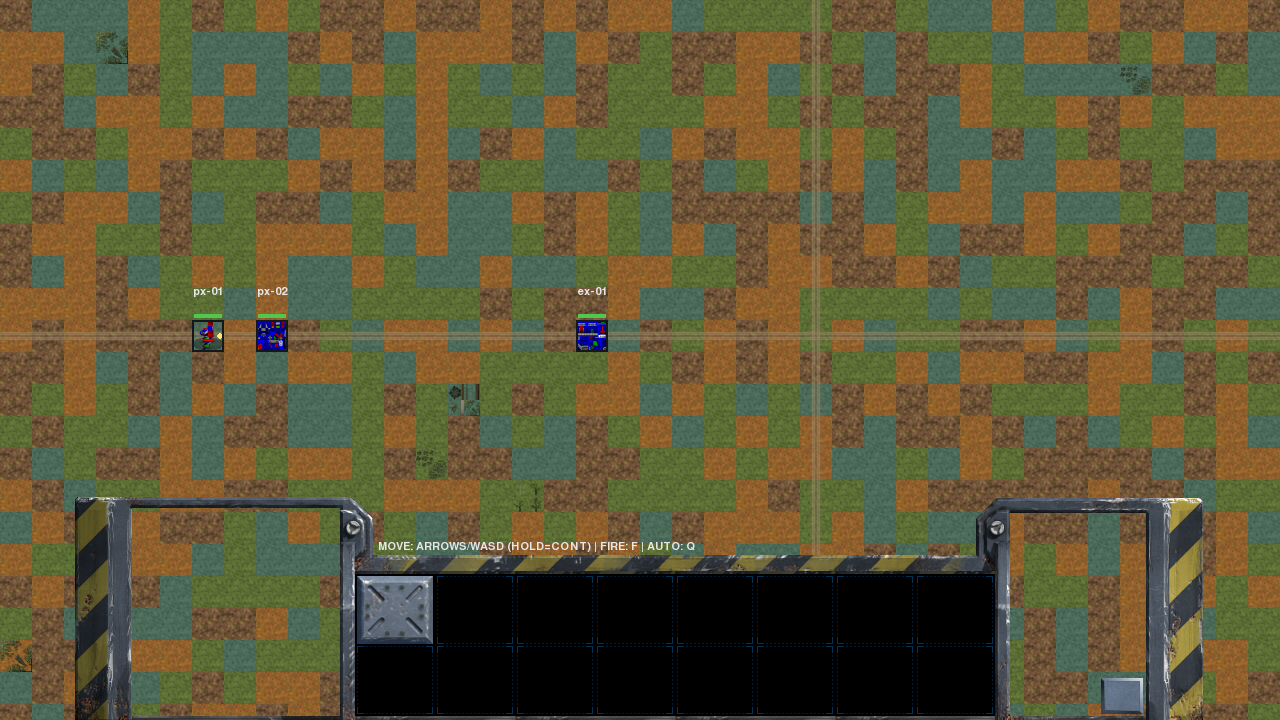 px-01 px-02 ex-01
MOVE: ARROWS/WASD (HOLD=CONT) | FIRE: F | AUTO: Q